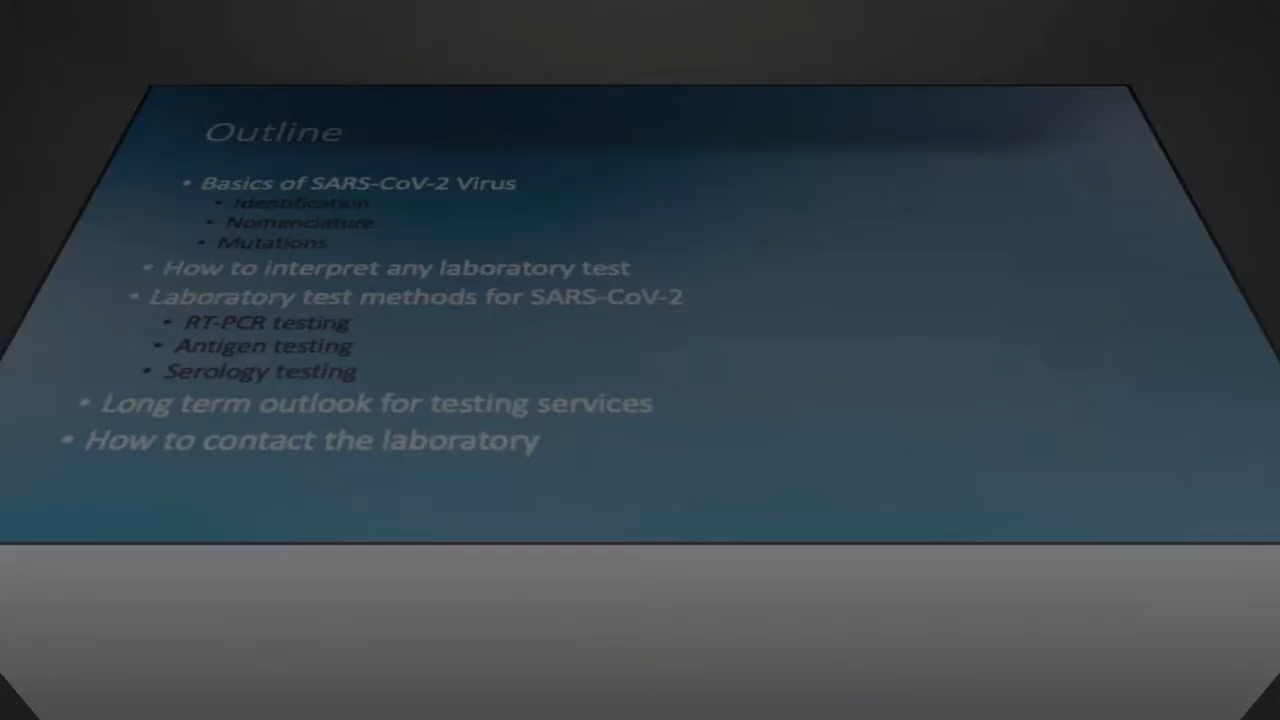 Outline
• Basics of SARS-CoV-2 Virus
• Identification
• Nomenclature
• Mutations
• How to interpret any laboratory test
• Laboratory test methods for SARS-CoV-2
• RT-PCR testing
• Antigen testing
• Serology testing
• Long term outlook for testing services
• How to contact the laboratory